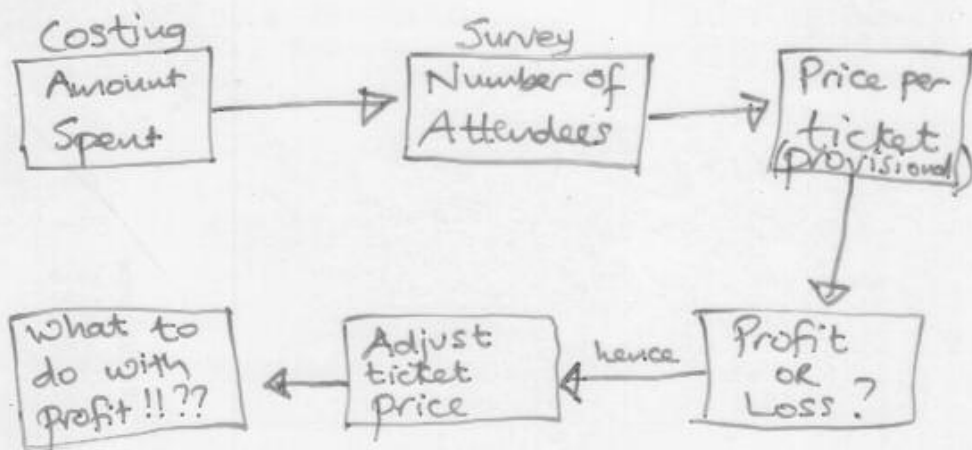 Costing
Amount
Spent
Survey
Number of
Attendees
Price per
ticket
(provisional)
Profit
OR
Loss?
hence
Adjust
ticket
price
What to
do with
profit!!??